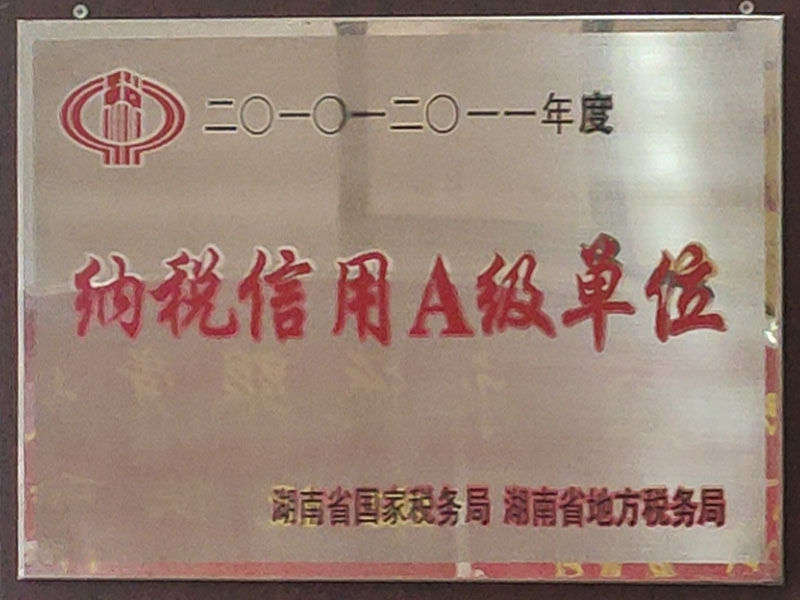 二〇一〇—二〇一一年度
纳税信用A级单位
湖南省国家税务局 湖南省地方税务局